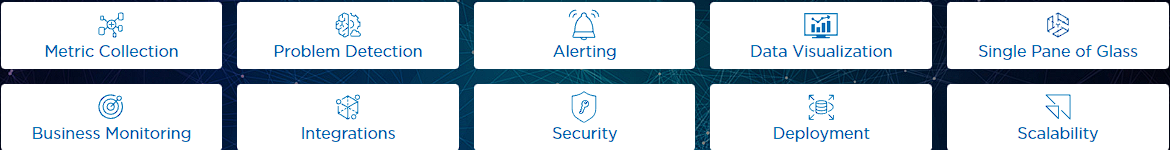 Metric Collection
Problem Detection
Alerting
Data Visualization
Single Pane of Glass
Business Monitoring
Integrations
Security
Deployment
Scalability